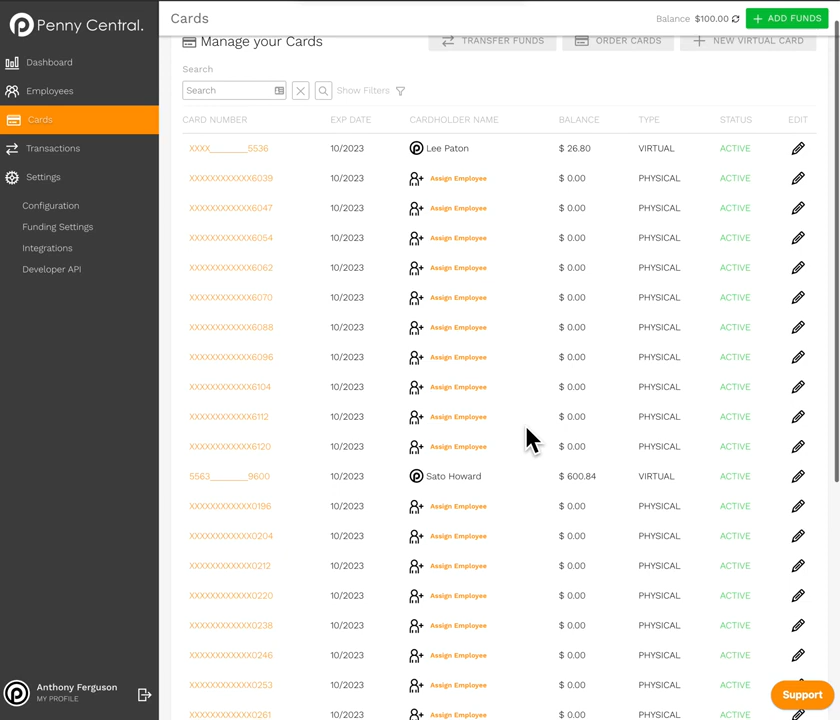 Penny Central.
Cards
Balance $100.00
ADD FUNDS
Dashboard
Employees
Cards
Transactions
Settings
Configuration
Funding Settings
Integrations
Developer API
Anthony Ferguson
MY PROFILE
Manage your Cards
TRANSFER FUNDS
ORDER CARDS
NEW VIRTUAL CARD
Search
Search
Show Filters
CARD NUMBER EXP DATE CARDHOLDER NAME BALANCE TYPE STATUS EDIT
XXXX________5536 10/2023 Lee Paton $ 26.80 VIRTUAL ACTIVE
XXXXXXXXXXXX6039 10/2023 Assign Employee $ 0.00 PHYSICAL ACTIVE
XXXXXXXXXXXX6047 10/2023 Assign Employee $ 0.00 PHYSICAL ACTIVE
XXXXXXXXXXXX6054 10/2023 Assign Employee $ 0.00 PHYSICAL ACTIVE
XXXXXXXXXXXX6062 10/2023 Assign Employee $ 0.00 PHYSICAL ACTIVE
XXXXXXXXXXXX6070 10/2023 Assign Employee $ 0.00 PHYSICAL ACTIVE
XXXXXXXXXXXX6088 10/2023 Assign Employee $ 0.00 PHYSICAL ACTIVE
XXXXXXXXXXXX6096 10/2023 Assign Employee $ 0.00 PHYSICAL ACTIVE
XXXXXXXXXXXX6104 10/2023 Assign Employee $ 0.00 PHYSICAL ACTIVE
XXXXXXXXXXXX6112 10/2023 Assign Employee $ 0.00 PHYSICAL ACTIVE
XXXXXXXXXXXX6120 10/2023 Assign Employee $ 0.00 PHYSICAL ACTIVE
5563________9600 10/2023 Sato Howard $ 600.84 VIRTUAL ACTIVE
XXXXXXXXXXXX0196 10/2023 Assign Employee $ 0.00 PHYSICAL ACTIVE
XXXXXXXXXXXX0204 10/2023 Assign Employee $ 0.00 PHYSICAL ACTIVE
XXXXXXXXXXXX0212 10/2023 Assign Employee $ 0.00 PHYSICAL ACTIVE
XXXXXXXXXXXX0220 10/2023 Assign Employee $ 0.00 PHYSICAL ACTIVE
XXXXXXXXXXXX0238 10/2023 Assign Employee $ 0.00 PHYSICAL ACTIVE
XXXXXXXXXXXX0246 10/2023 Assign Employee $ 0.00 PHYSICAL ACTIVE
XXXXXXXXXXXX0253 10/2023 Assign Employee $ 0.00 PHYSICAL ACTIVE
XXXXXXXXXXXX0261 10/2023 Assign Employee $ 0.00 PHYSICAL ACTIVE
Support